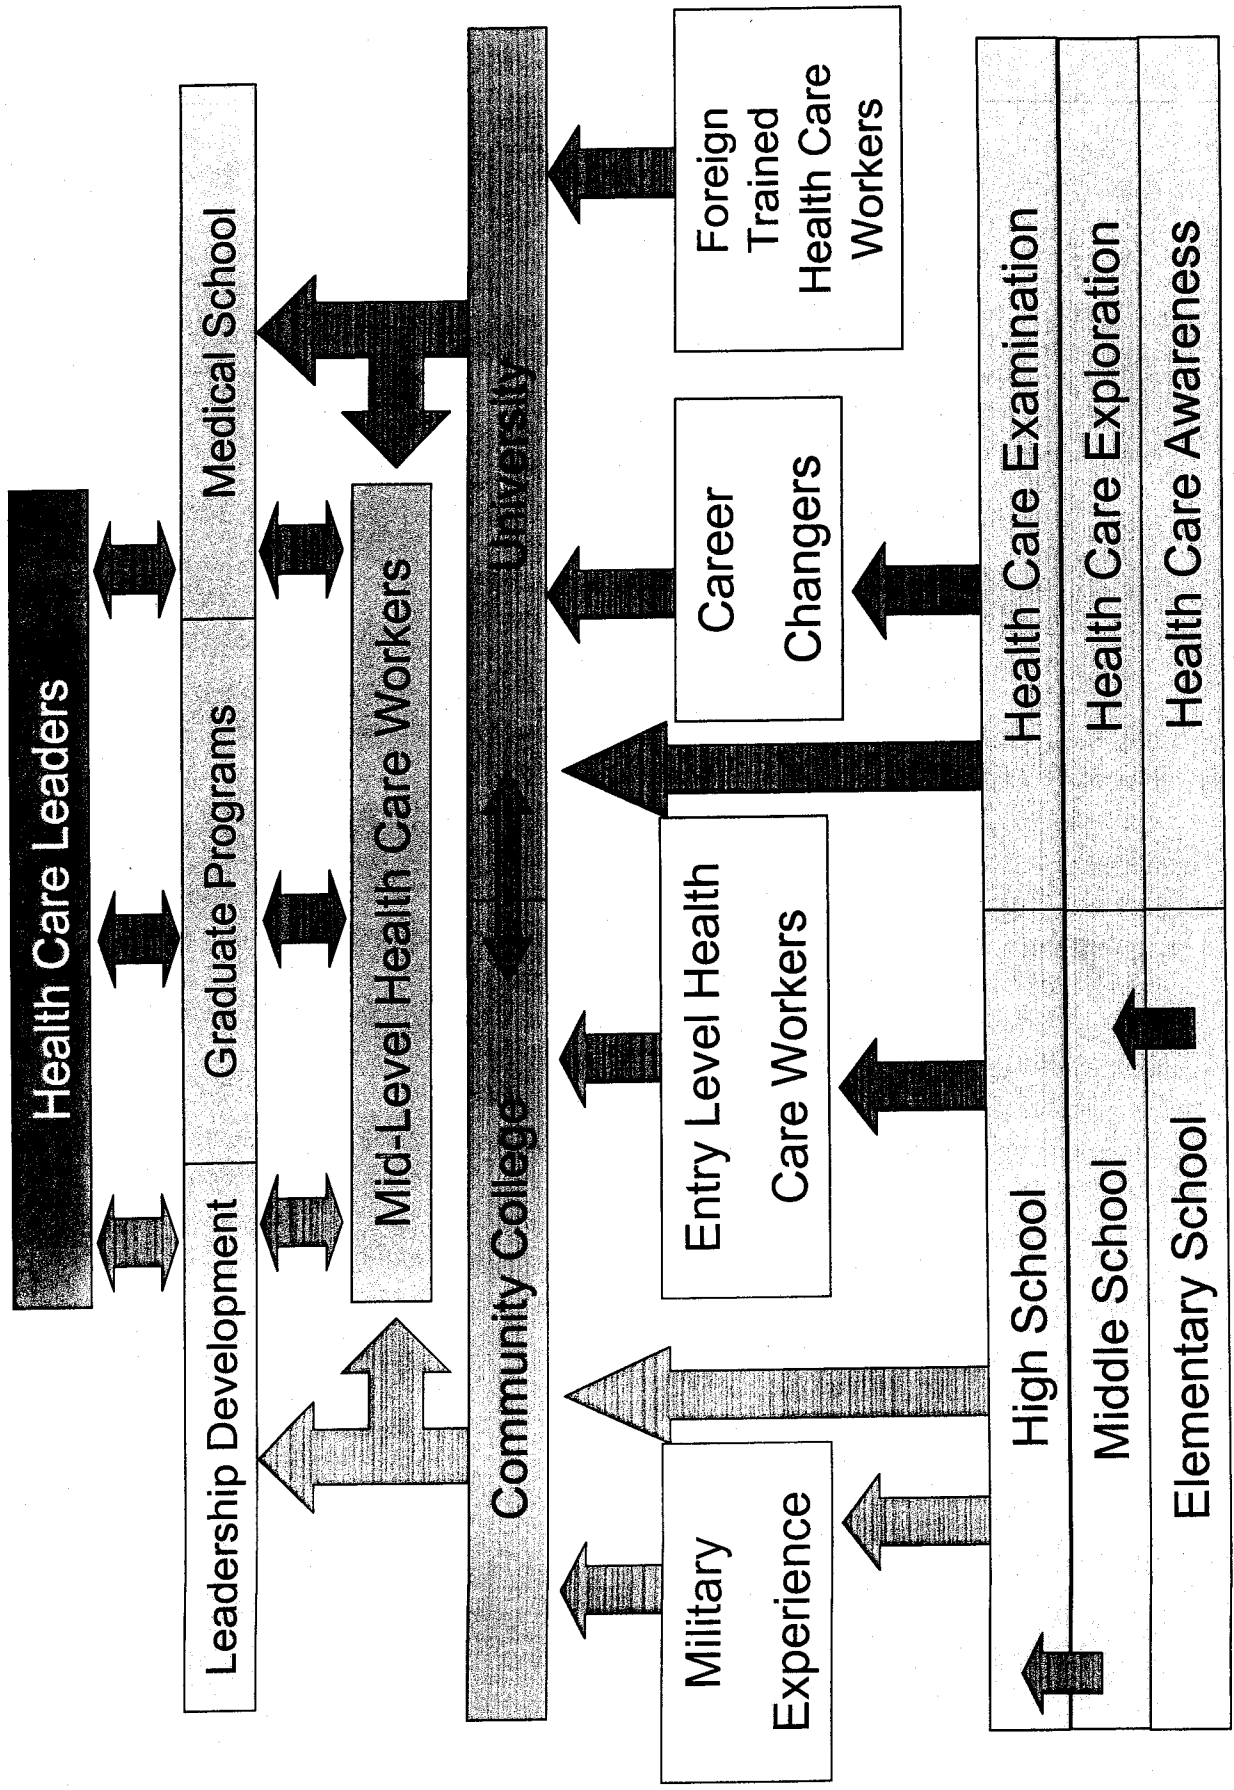 Health Care Leaders
Leadership Development
Graduate Programs
Medical School
Mid-Level Health Care Workers
Community College
University
Military
Experience
Entry Level Health
Care Workers
Career
Changers
Foreign
Trained
Health Care
Workers
High School
Health Care Examination
Middle School
Health Care Exploration
Elementary School
Health Care Awareness